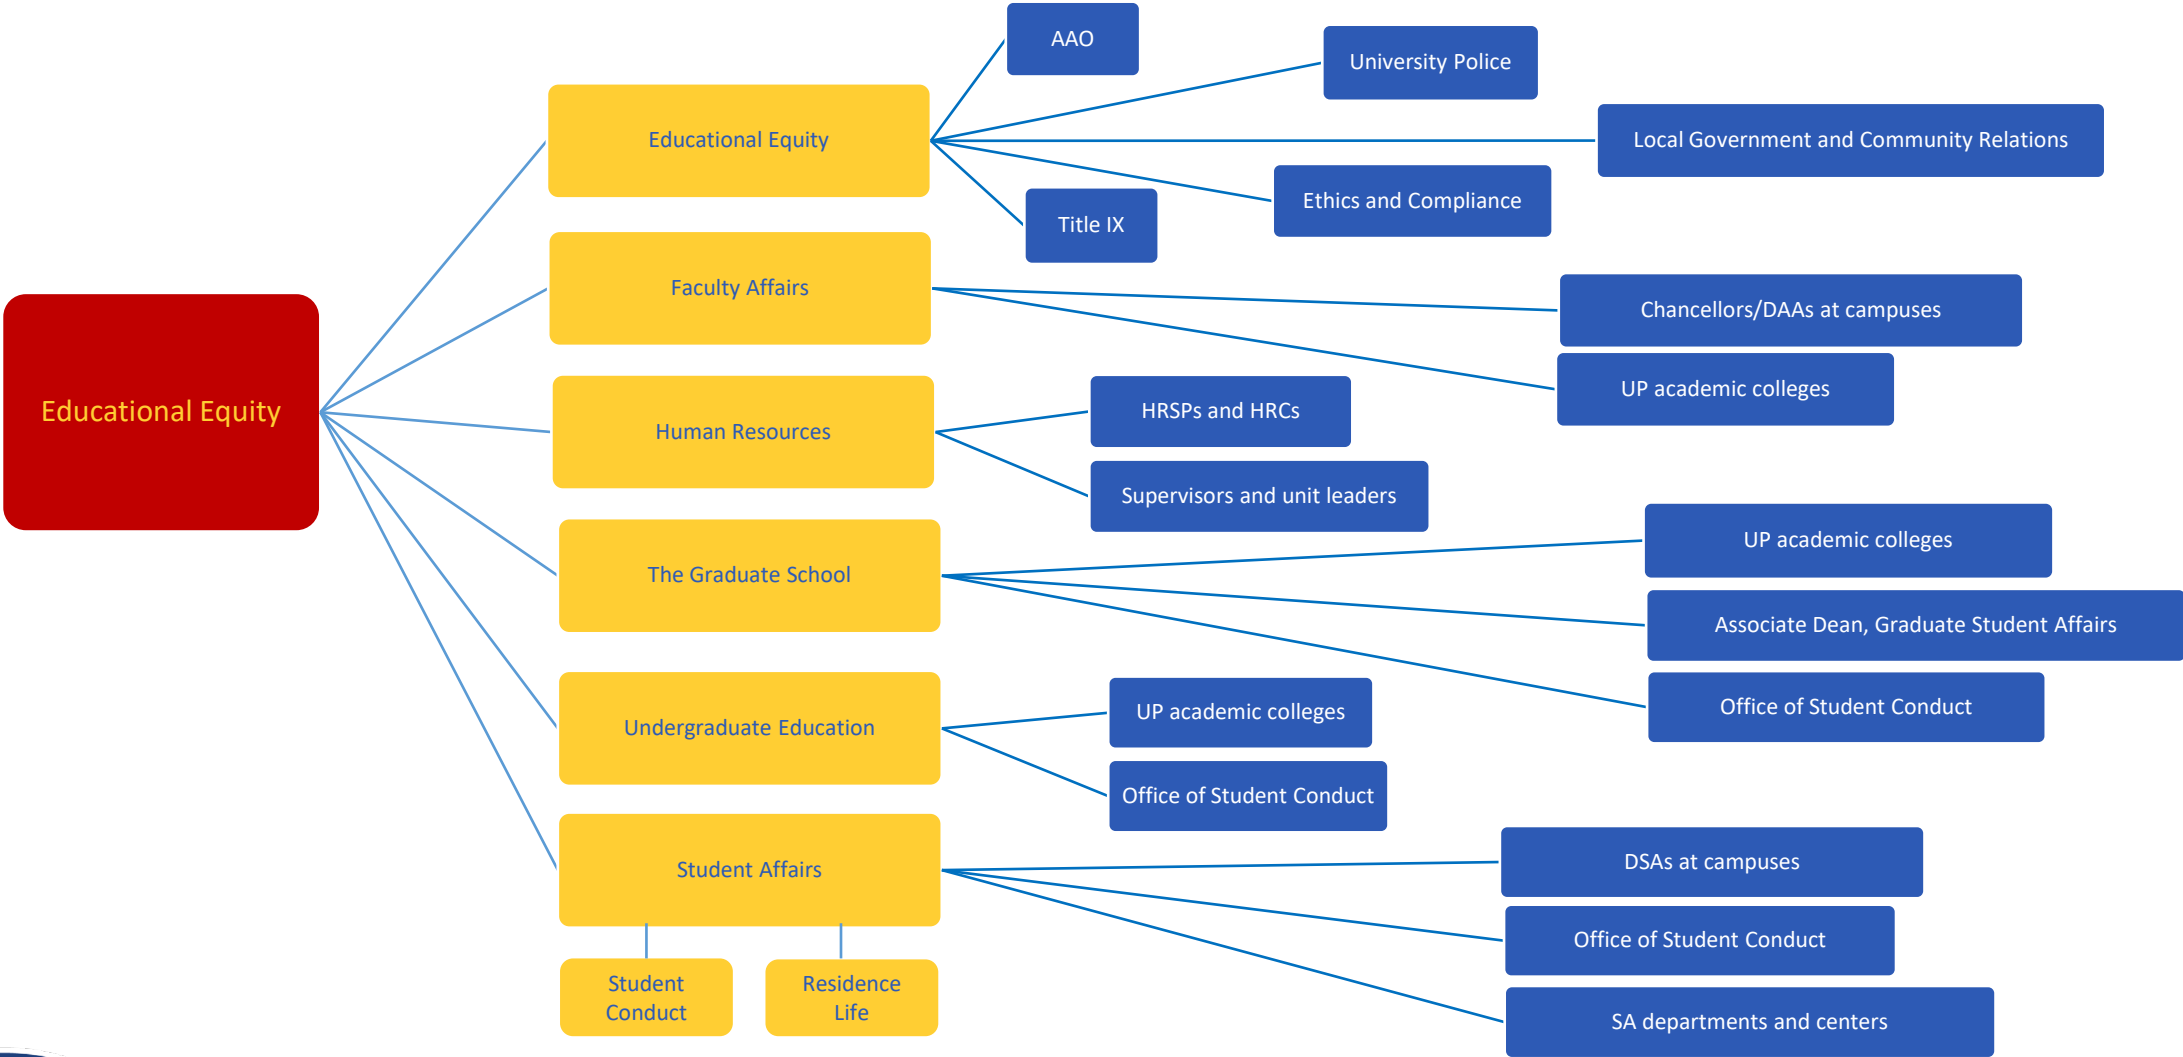 Educational Equity
Educational Equity
AAO
University Police
Local Government and Community Relations
Ethics and Compliance
Title IX
Faculty Affairs
Chancellors/DAAs at campuses
UP academic colleges
Human Resources
HRSPs and HRCs
Supervisors and unit leaders
The Graduate School
UP academic colleges
Associate Dean, Graduate Student Affairs
Office of Student Conduct
Undergraduate Education
UP academic colleges
Office of Student Conduct
Student Affairs
DSAs at campuses
Office of Student Conduct
SA departments and centers
Student
Conduct
Residence
Life